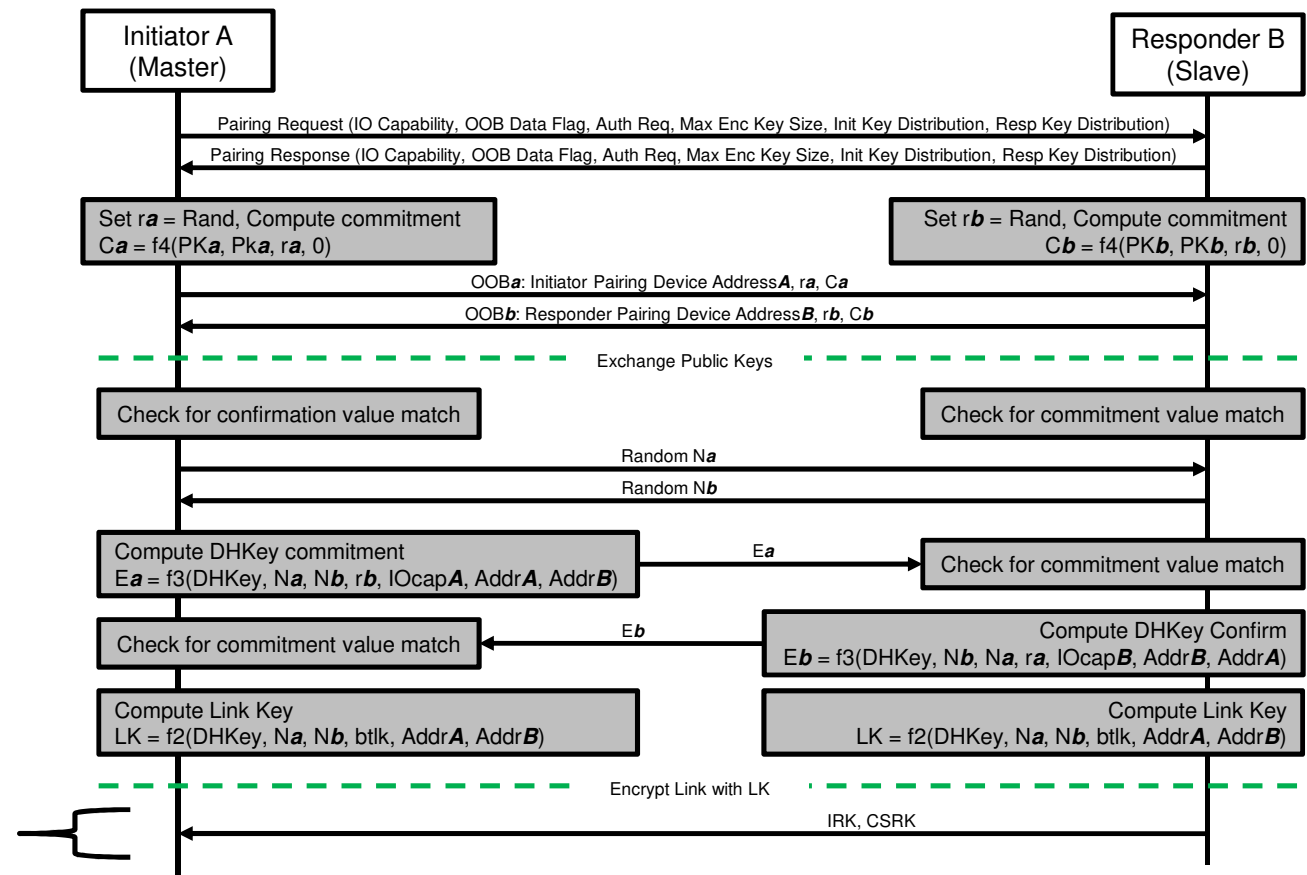 Initiator A
(Master)
Responder B
(Slave)
Pairing Request (IO Capability, OOB Data Flag, Auth Req, Max Enc Key Size, Init Key Distribution, Resp Key Distribution)
Pairing Response (IO Capability, OOB Data Flag, Auth Req, Max Enc Key Size, Init Key Distribution, Resp Key Distribution)
Set ra = Rand, Compute commitment
Ca = f4(PKa, Pka, ra, 0)
Set rb = Rand, Compute commitment
Cb = f4(PKb, PKb, rb, 0)
OOBa: Initiator Pairing Device AddressA, ra, Ca
OOBb: Responder Pairing Device AddressB, rb, Cb
Exchange Public Keys
Check for confirmation value match
Check for commitment value match
Random Na
Random Nb
Compute DHKey commitment
Ea = f3(DHKey, Na, Nb, rb, IOcapA, AddrA, AddrB)
Ea
Check for commitment value match
Check for commitment value match
Eb
Compute DHKey Confirm
Eb = f3(DHKey, Nb, Na, ra, IOcapB, AddrB, AddrA)
Compute Link Key
LK = f2(DHKey, Na, Nb, btlk, AddrA, AddrB)
Compute Link Key
LK = f2(DHKey, Na, Nb, btlk, AddrA, AddrB)
Encrypt Link with LK
IRK, CSRK